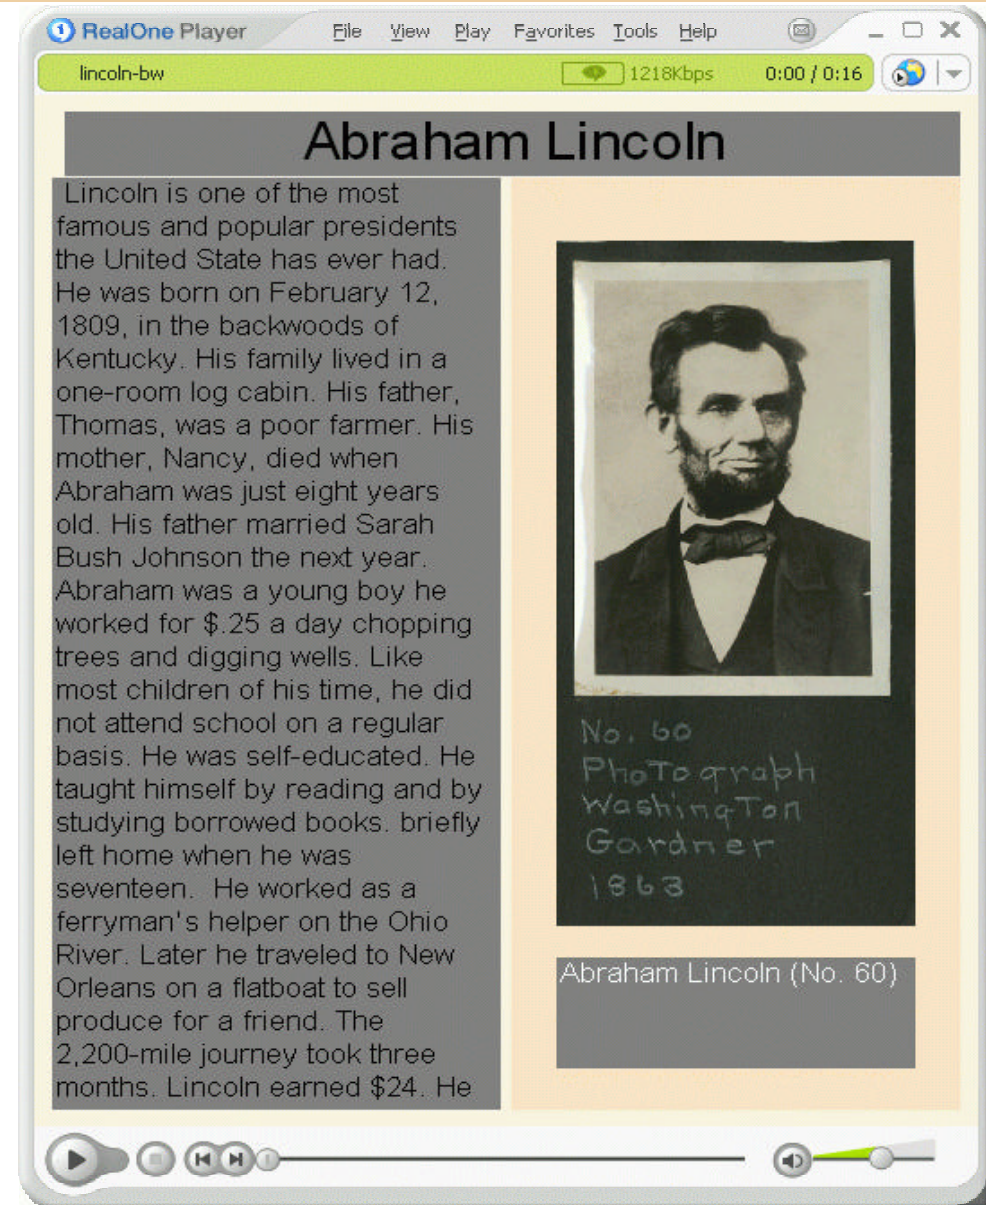 RealOne Player File View Play Favorites Tools Help
lincoln-bw 1218Kbps 0:00 / 0:16
Abraham Lincoln
Lincoln is one of the most
famous and popular presidents
the United State has ever had.
He was born on February 12,
1809, in the backwoods of
Kentucky. His family lived in a
one-room log cabin. His father,
Thomas, was a poor farmer. His
mother, Nancy, died when
Abraham was just eight years
old. His father married Sarah
Bush Johnson the next year.
Abraham was a young boy he
worked for $.25 a day chopping
trees and digging wells. Like
most children of his time, he did
not attend school on a regular
basis. He was self-educated. He
taught himself by reading and by
studying borrowed books. briefly
left home when he was
seventeen.  He worked as a
ferryman's helper on the Ohio
River. Later he traveled to New
Orleans on a flatboat to sell
produce for a friend. The
2,200-mile journey took three
months. Lincoln earned $24. He
No. 60
Photograph
Washington
Gardner
1863
Abraham Lincoln (No. 60)